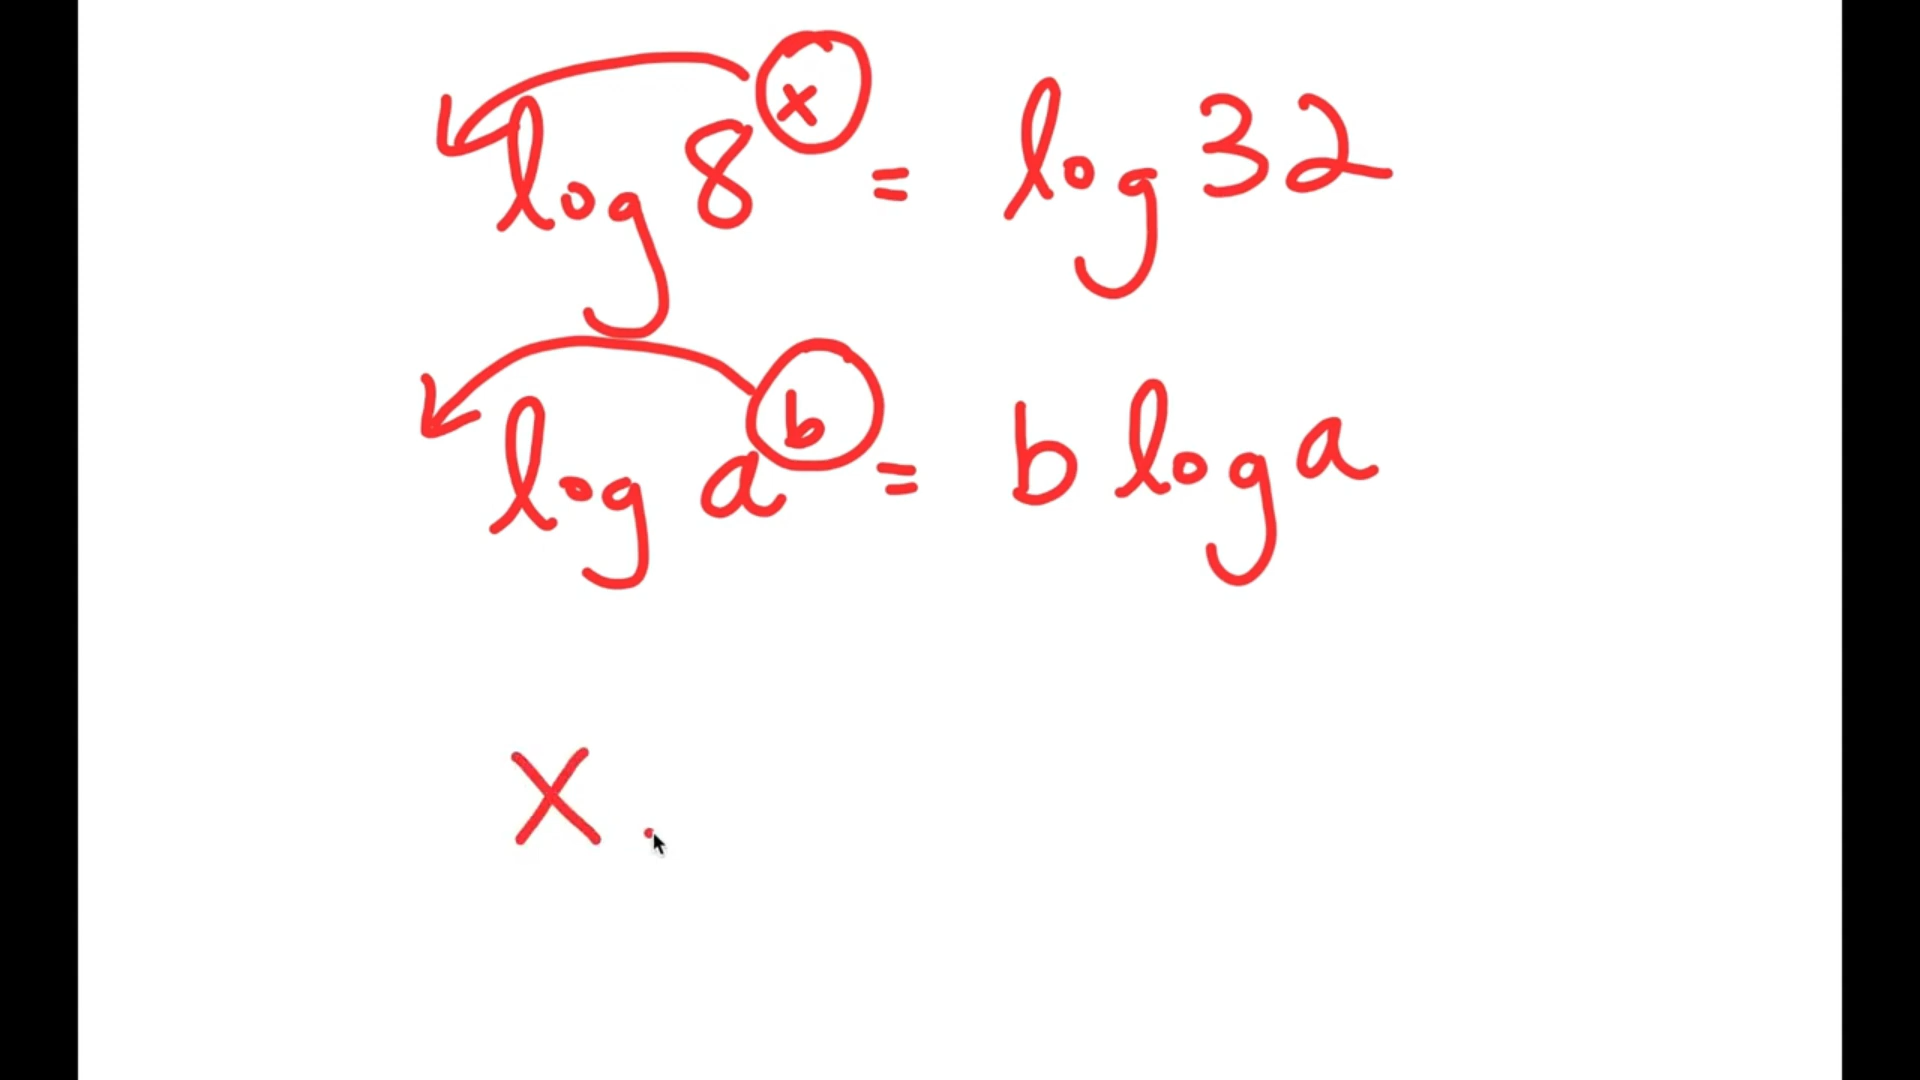 log 8^x = log 32
log a^b = b log a
x .